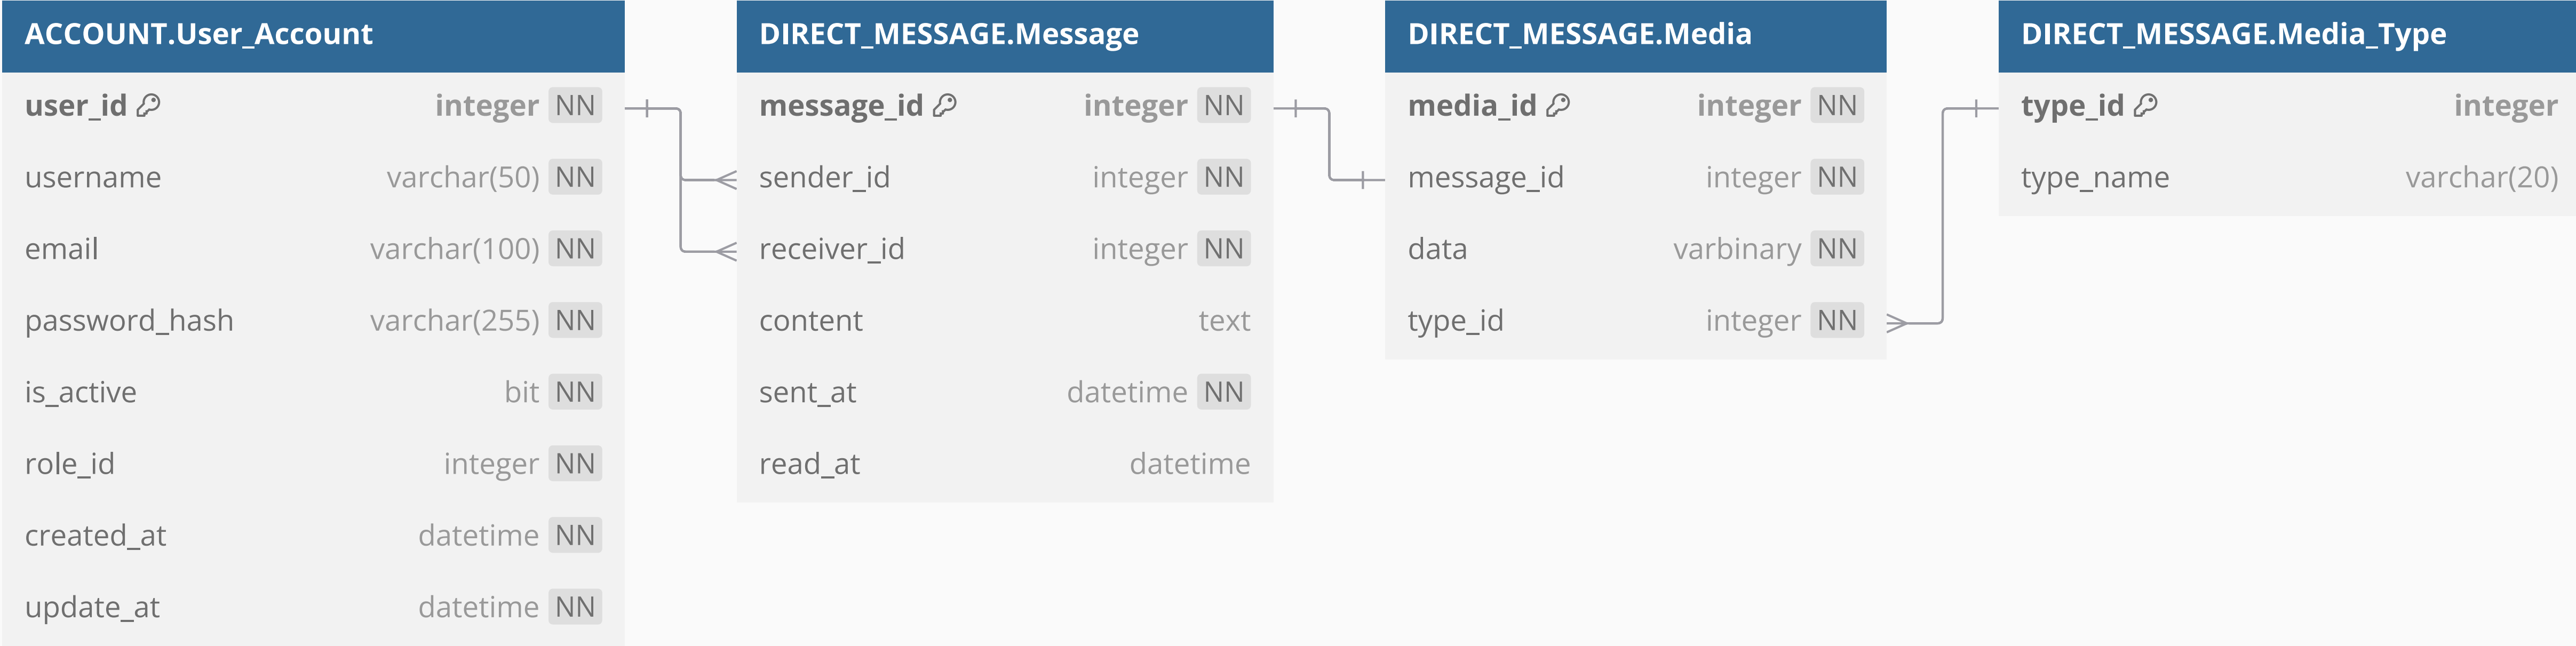 ACCOUNT.User_Account
user_id integer NN
username varchar(50) NN
email varchar(100) NN
password_hash varchar(255) NN
is_active bit NN
role_id integer NN
created_at datetime NN
update_at datetime NN
DIRECT_MESSAGE.Message
message_id integer NN
sender_id integer NN
receiver_id integer NN
content text
sent_at datetime NN
read_at datetime
DIRECT_MESSAGE.Media
media_id integer NN
message_id integer NN
data varbinary NN
type_id integer NN
DIRECT_MESSAGE.Media_Type
type_id integer
type_name varchar(20)